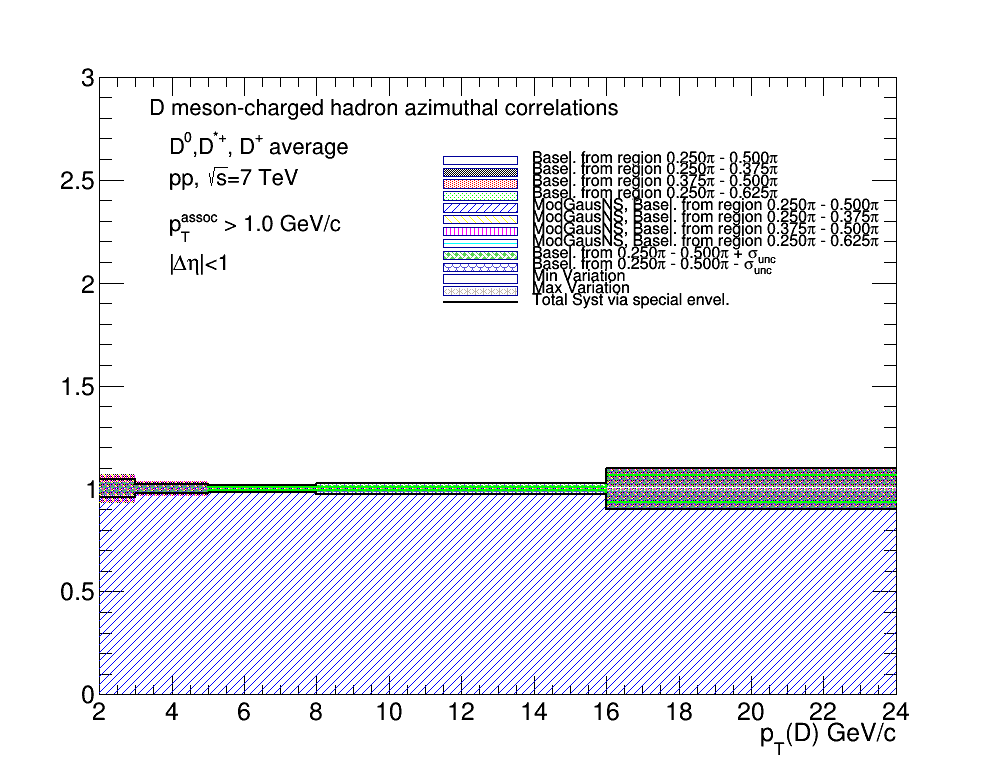 D meson-charged hadron azimuthal correlations
D0,D*+, D+ average
pp, √s=7 TeV
pTassoc > 1.0 GeV/c
|Δη|<1
Basel. from region 0.250π - 0.500π
Basel. from region 0.250π - 0.375π
Basel. from region 0.375π - 0.500π
Basel. from region 0.250π - 0.625π
ModGausNS, Basel. from region 0.250π - 0.500π
ModGausNS, Basel. from region 0.250π - 0.375π
ModGausNS, Basel. from region 0.375π - 0.500π
ModGausNS, Basel. from region 0.250π - 0.625π
Basel. from 0.250π - 0.500π + σunc
Basel. from 0.250π - 0.500π - σunc
Min Variation
Max Variation
Total Syst via special envel.
3
2.5
2
1.5
1
0.5
0
2 4 6 8 10 12 14 16 18 20 22 24
pT(D) GeV/c